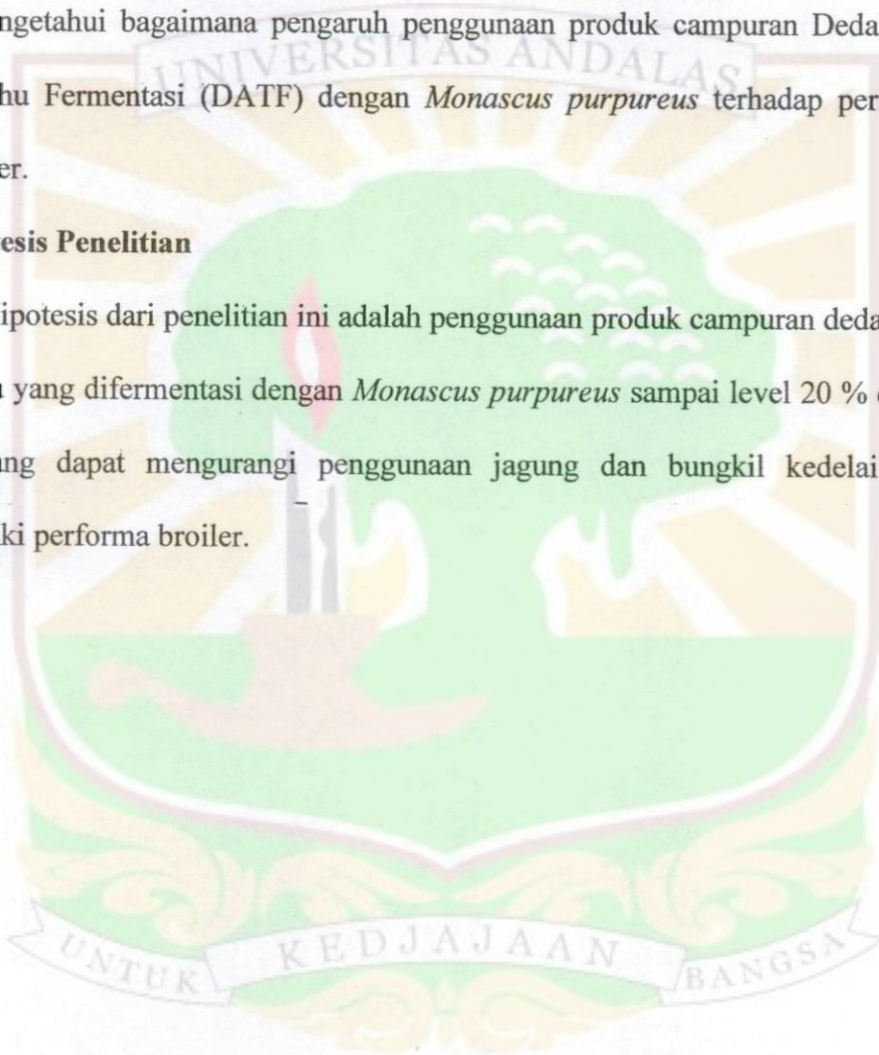 ngetahui bagaimana pengaruh penggunaan produk campuran Deda
UNIVERSITAS ANDALAS
hu Fermentasi (DATF) dengan Monascus purpureus terhadap per
er.
esis Penelitian
ipotesis dari penelitian ini adalah penggunaan produk campuran deda
yang difermentasi dengan Monascus purpureus sampai level 20 %
ng dapat mengurangi penggunaan jagung dan bungkil kedelai
ki performa broiler.
UNTUK KEDJAJAAN BANGSA